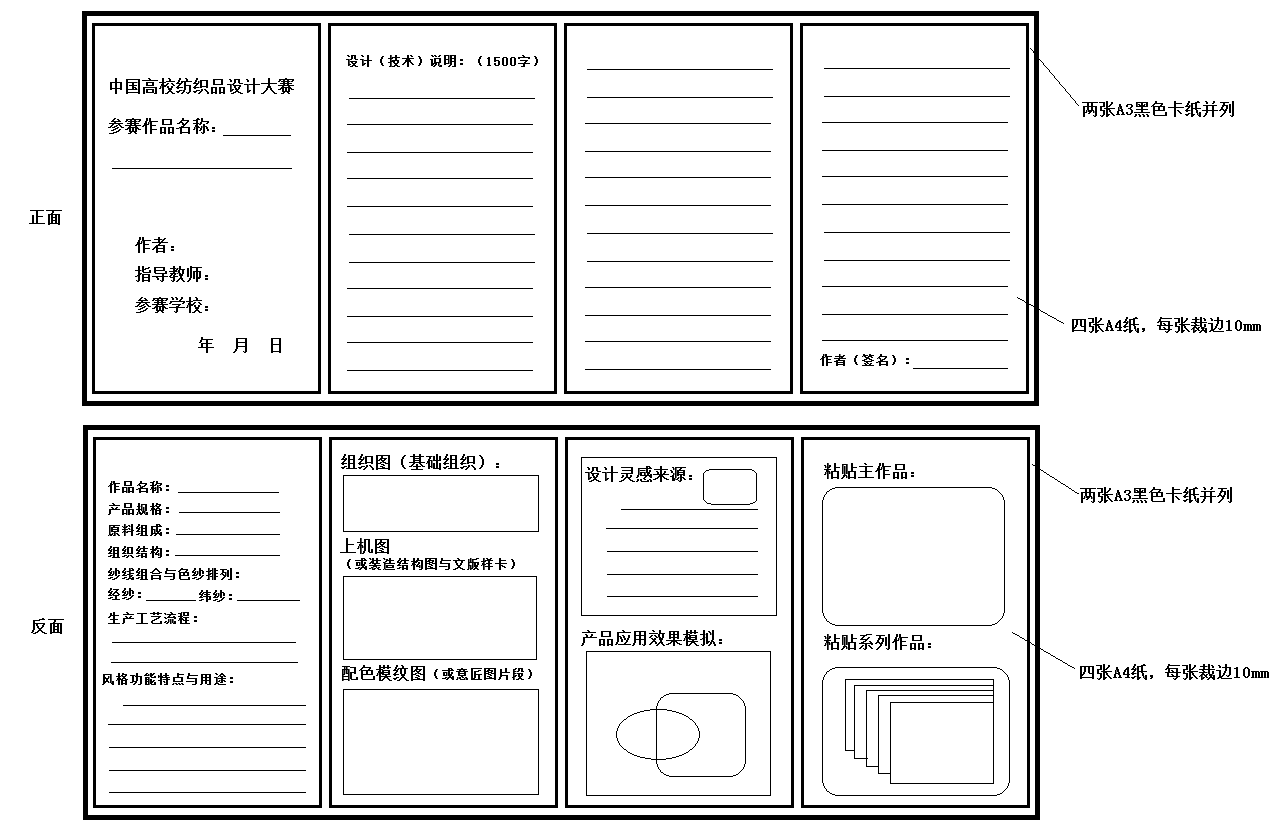 正面
中国高校纺织品设计大赛
参赛作品名称：
作者：
指导教师：
参赛学校：
年 月 日
设计（技术）说明：（1500字）
作者（签名）：
两张A3黑色卡纸并列
四张A4纸，每张裁边10mm
反面
作品名称：
产品规格：
原料组成：
组织结构：
纱线组合与色纱排列：
经纱： 纬纱：
生产工艺流程：
风格功能特点与用途：
组织图（基础组织）：
上机图
（或装造结构图与文版样卡）
配色模纹图（或意匠图片段）
设计灵感来源：
产品应用效果模拟：
粘贴主作品：
粘贴系列作品：
两张A3黑色卡纸并列
四张A4纸，每张裁边10mm